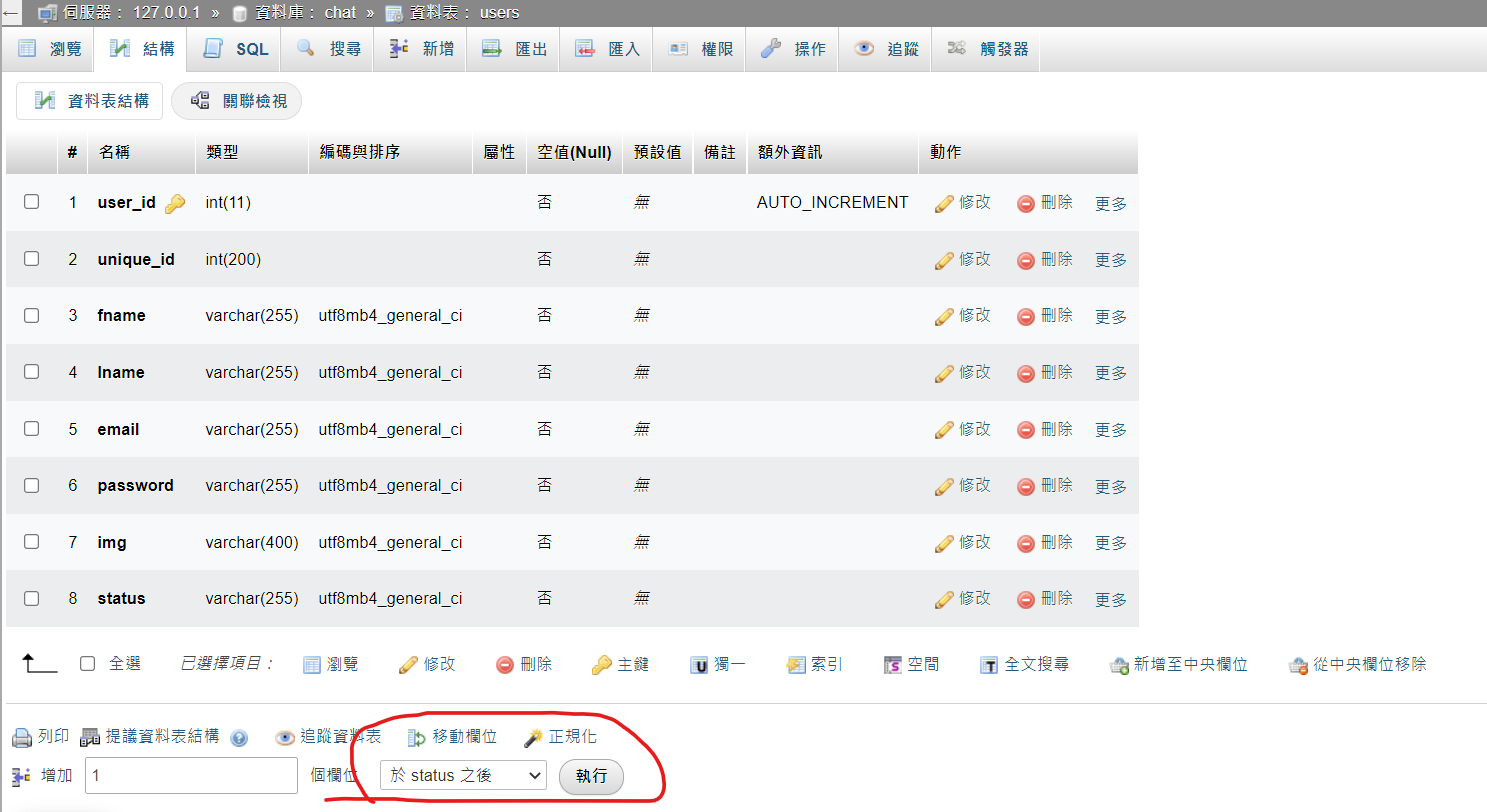 ← 伺服器： 127.0.0.1 » 資料庫： chat » 資料表： users
瀏覽 結構 SQL 搜尋 新增 匯出 匯入 權限 操作 追蹤 觸發器
資料表結構 關聯檢視
# 名稱 類型 編碼與排序 屬性 空值(Null) 預設值 備註 額外資訊 動作
1 user_id int(11) 否 無 AUTO_INCREMENT 修改 刪除 更多
2 unique_id int(200) 否 無 修改 刪除 更多
3 fname varchar(255) utf8mb4_general_ci 否 無 修改 刪除 更多
4 lname varchar(255) utf8mb4_general_ci 否 無 修改 刪除 更多
5 email varchar(255) utf8mb4_general_ci 否 無 修改 刪除 更多
6 password varchar(255) utf8mb4_general_ci 否 無 修改 刪除 更多
7 img varchar(400) utf8mb4_general_ci 否 無 修改 刪除 更多
8 status varchar(255) utf8mb4_general_ci 否 無 修改 刪除 更多
全選 已選擇項目： 瀏覽 修改 刪除 主鍵 獨一 索引 空間 全文搜尋 新增至中央欄位 從中央欄位移除
列印 提議資料表結構 追蹤資料表 移動欄位 正規化
增加 1 個欄位 於 status 之後 執行